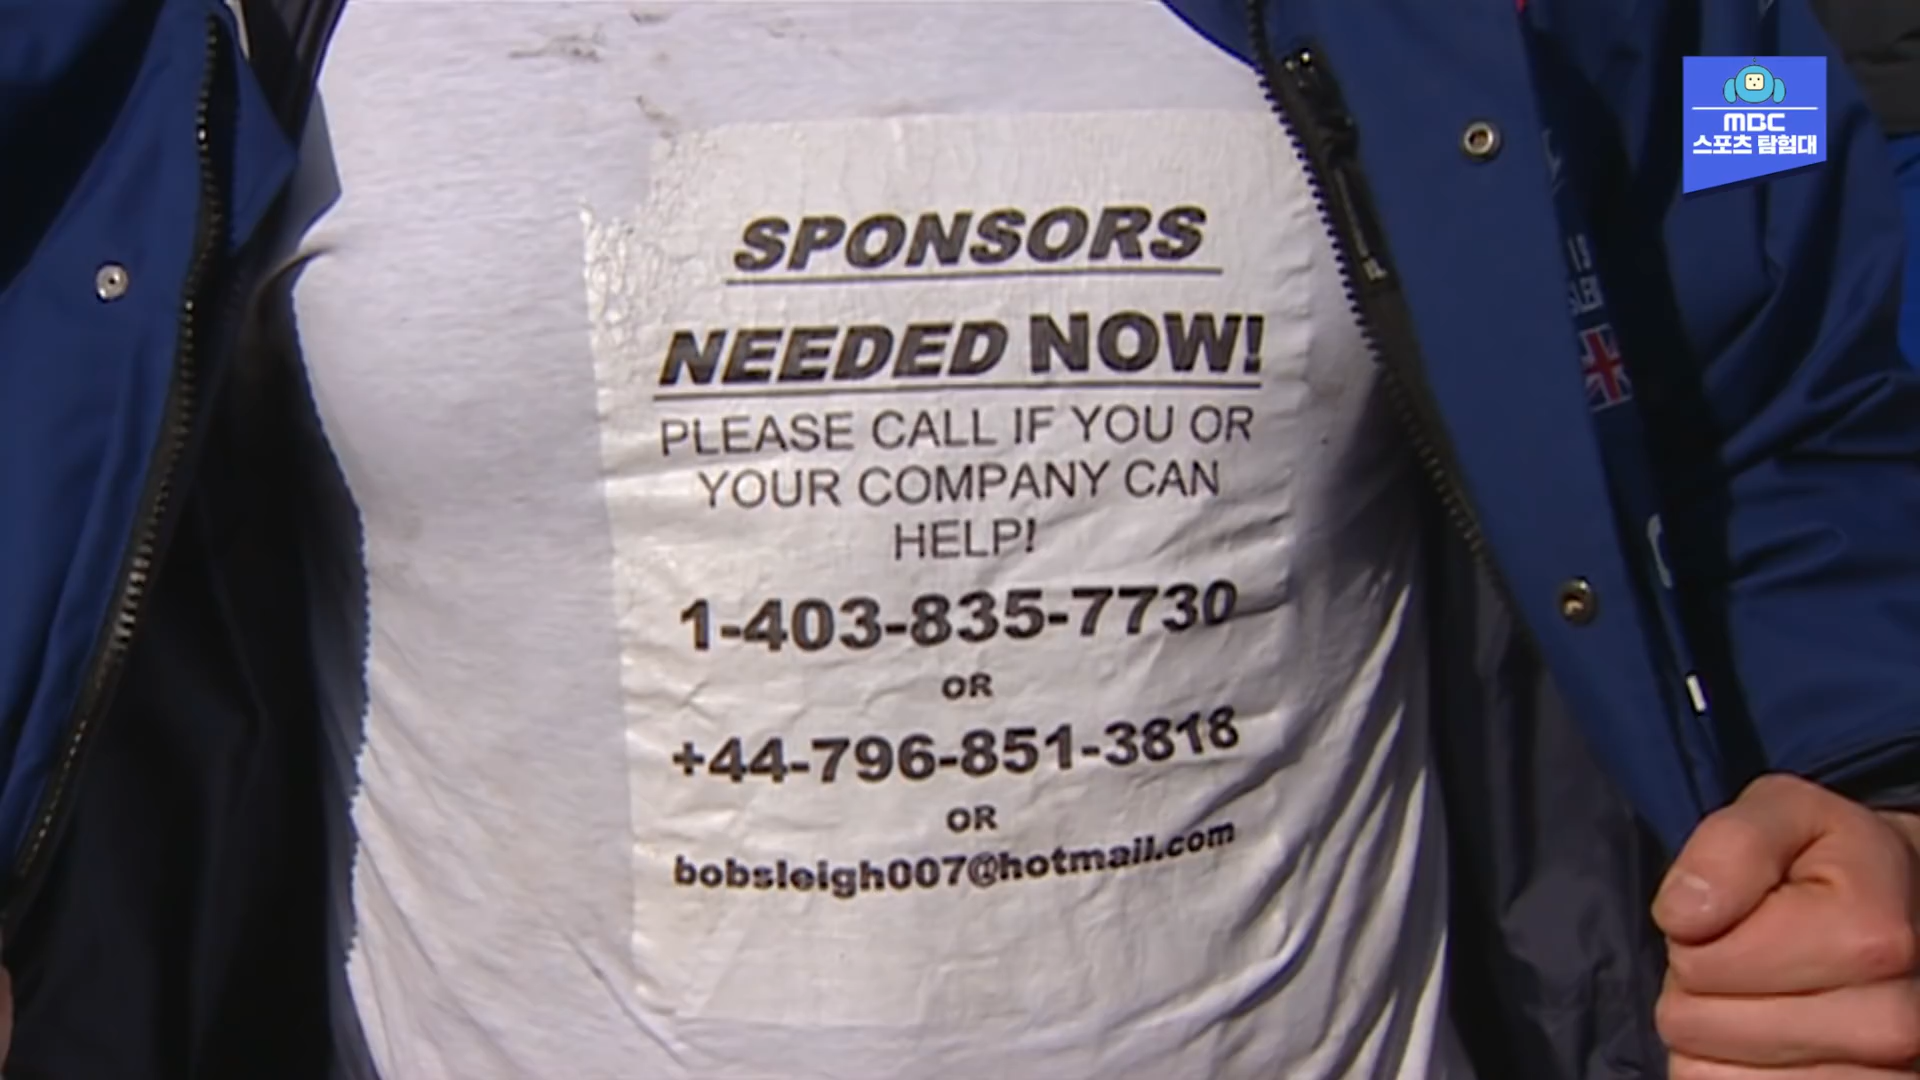 SPONSORS
NEEDED NOW!
PLEASE CALL IF YOU OR
YOUR COMPANY CAN
HELP!
1-403-835-7730
OR
+44-796-851-3818
OR
bobsleigh007@hotmail.com
MBC
스포츠 탐험대